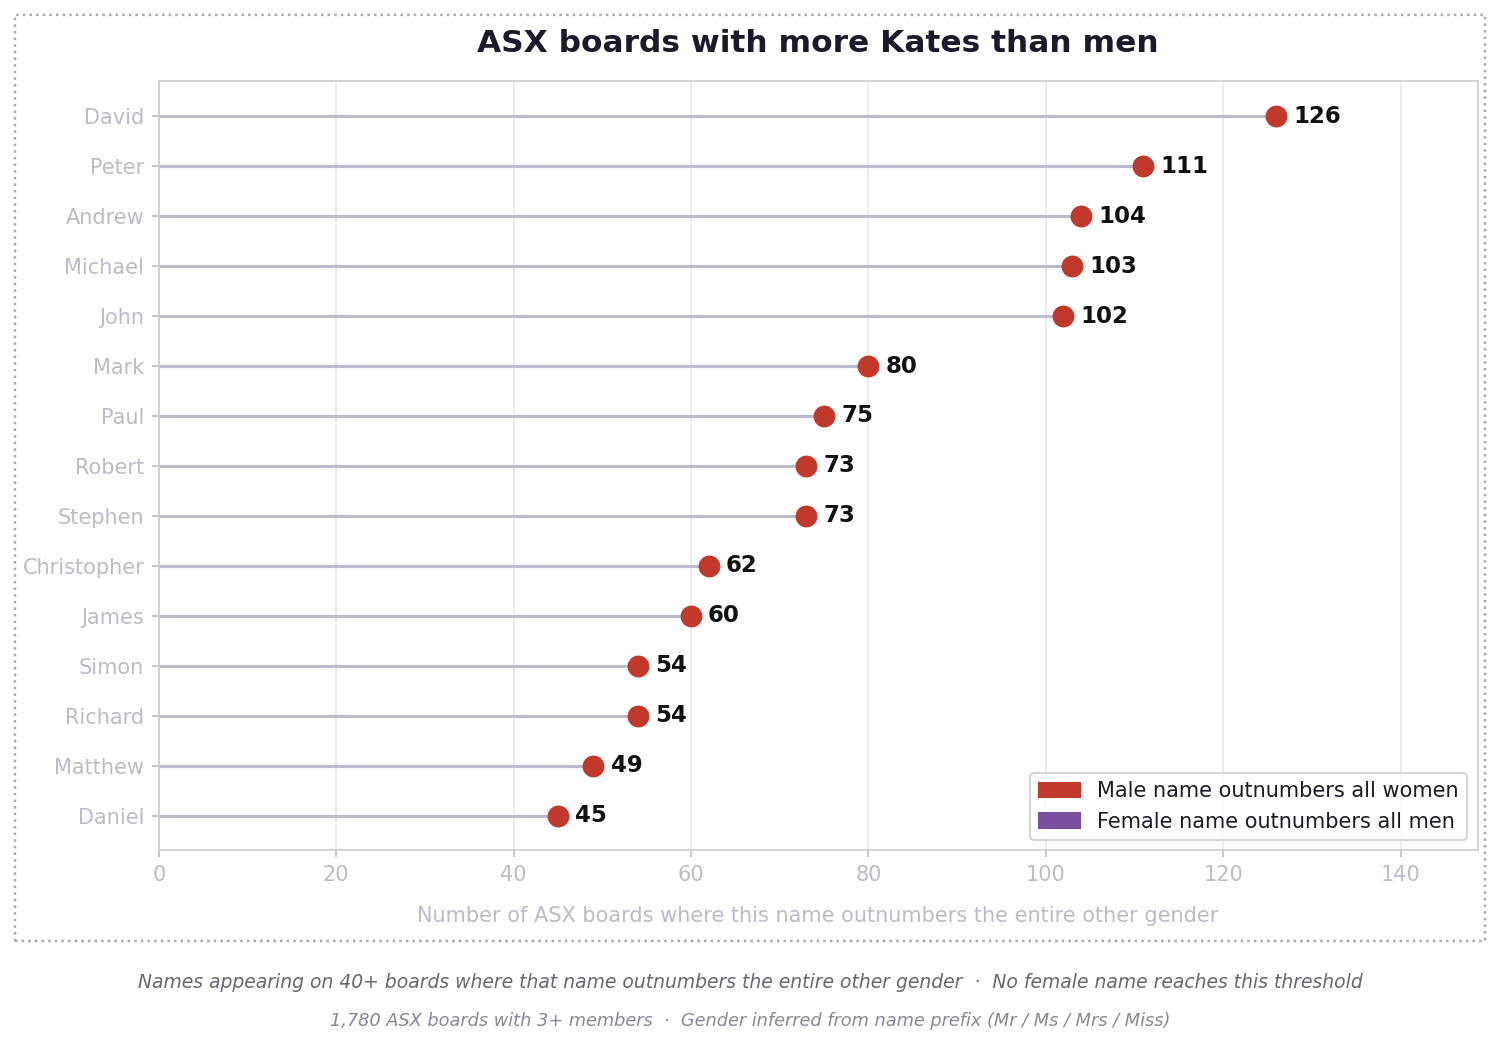 ASX boards with more Kates than men
David
126
Peter
111
Andrew
104
Michael
103
John
102
Mark
80
Paul
75
Robert
73
Stephen
73
Christopher
62
James
60
Simon
54
Richard
54
Matthew
49
Daniel
45
Male name outnumbers all women
Female name outnumbers all men
0 20 40 60 80 100 120 140
Number of ASX boards where this name outnumbers the entire other gender
Names appearing on 40+ boards where that name outnumbers the entire other gender · No female name reaches this threshold
1,780 ASX boards with 3+ members · Gender inferred from name prefix (Mr / Ms / Mrs / Miss)